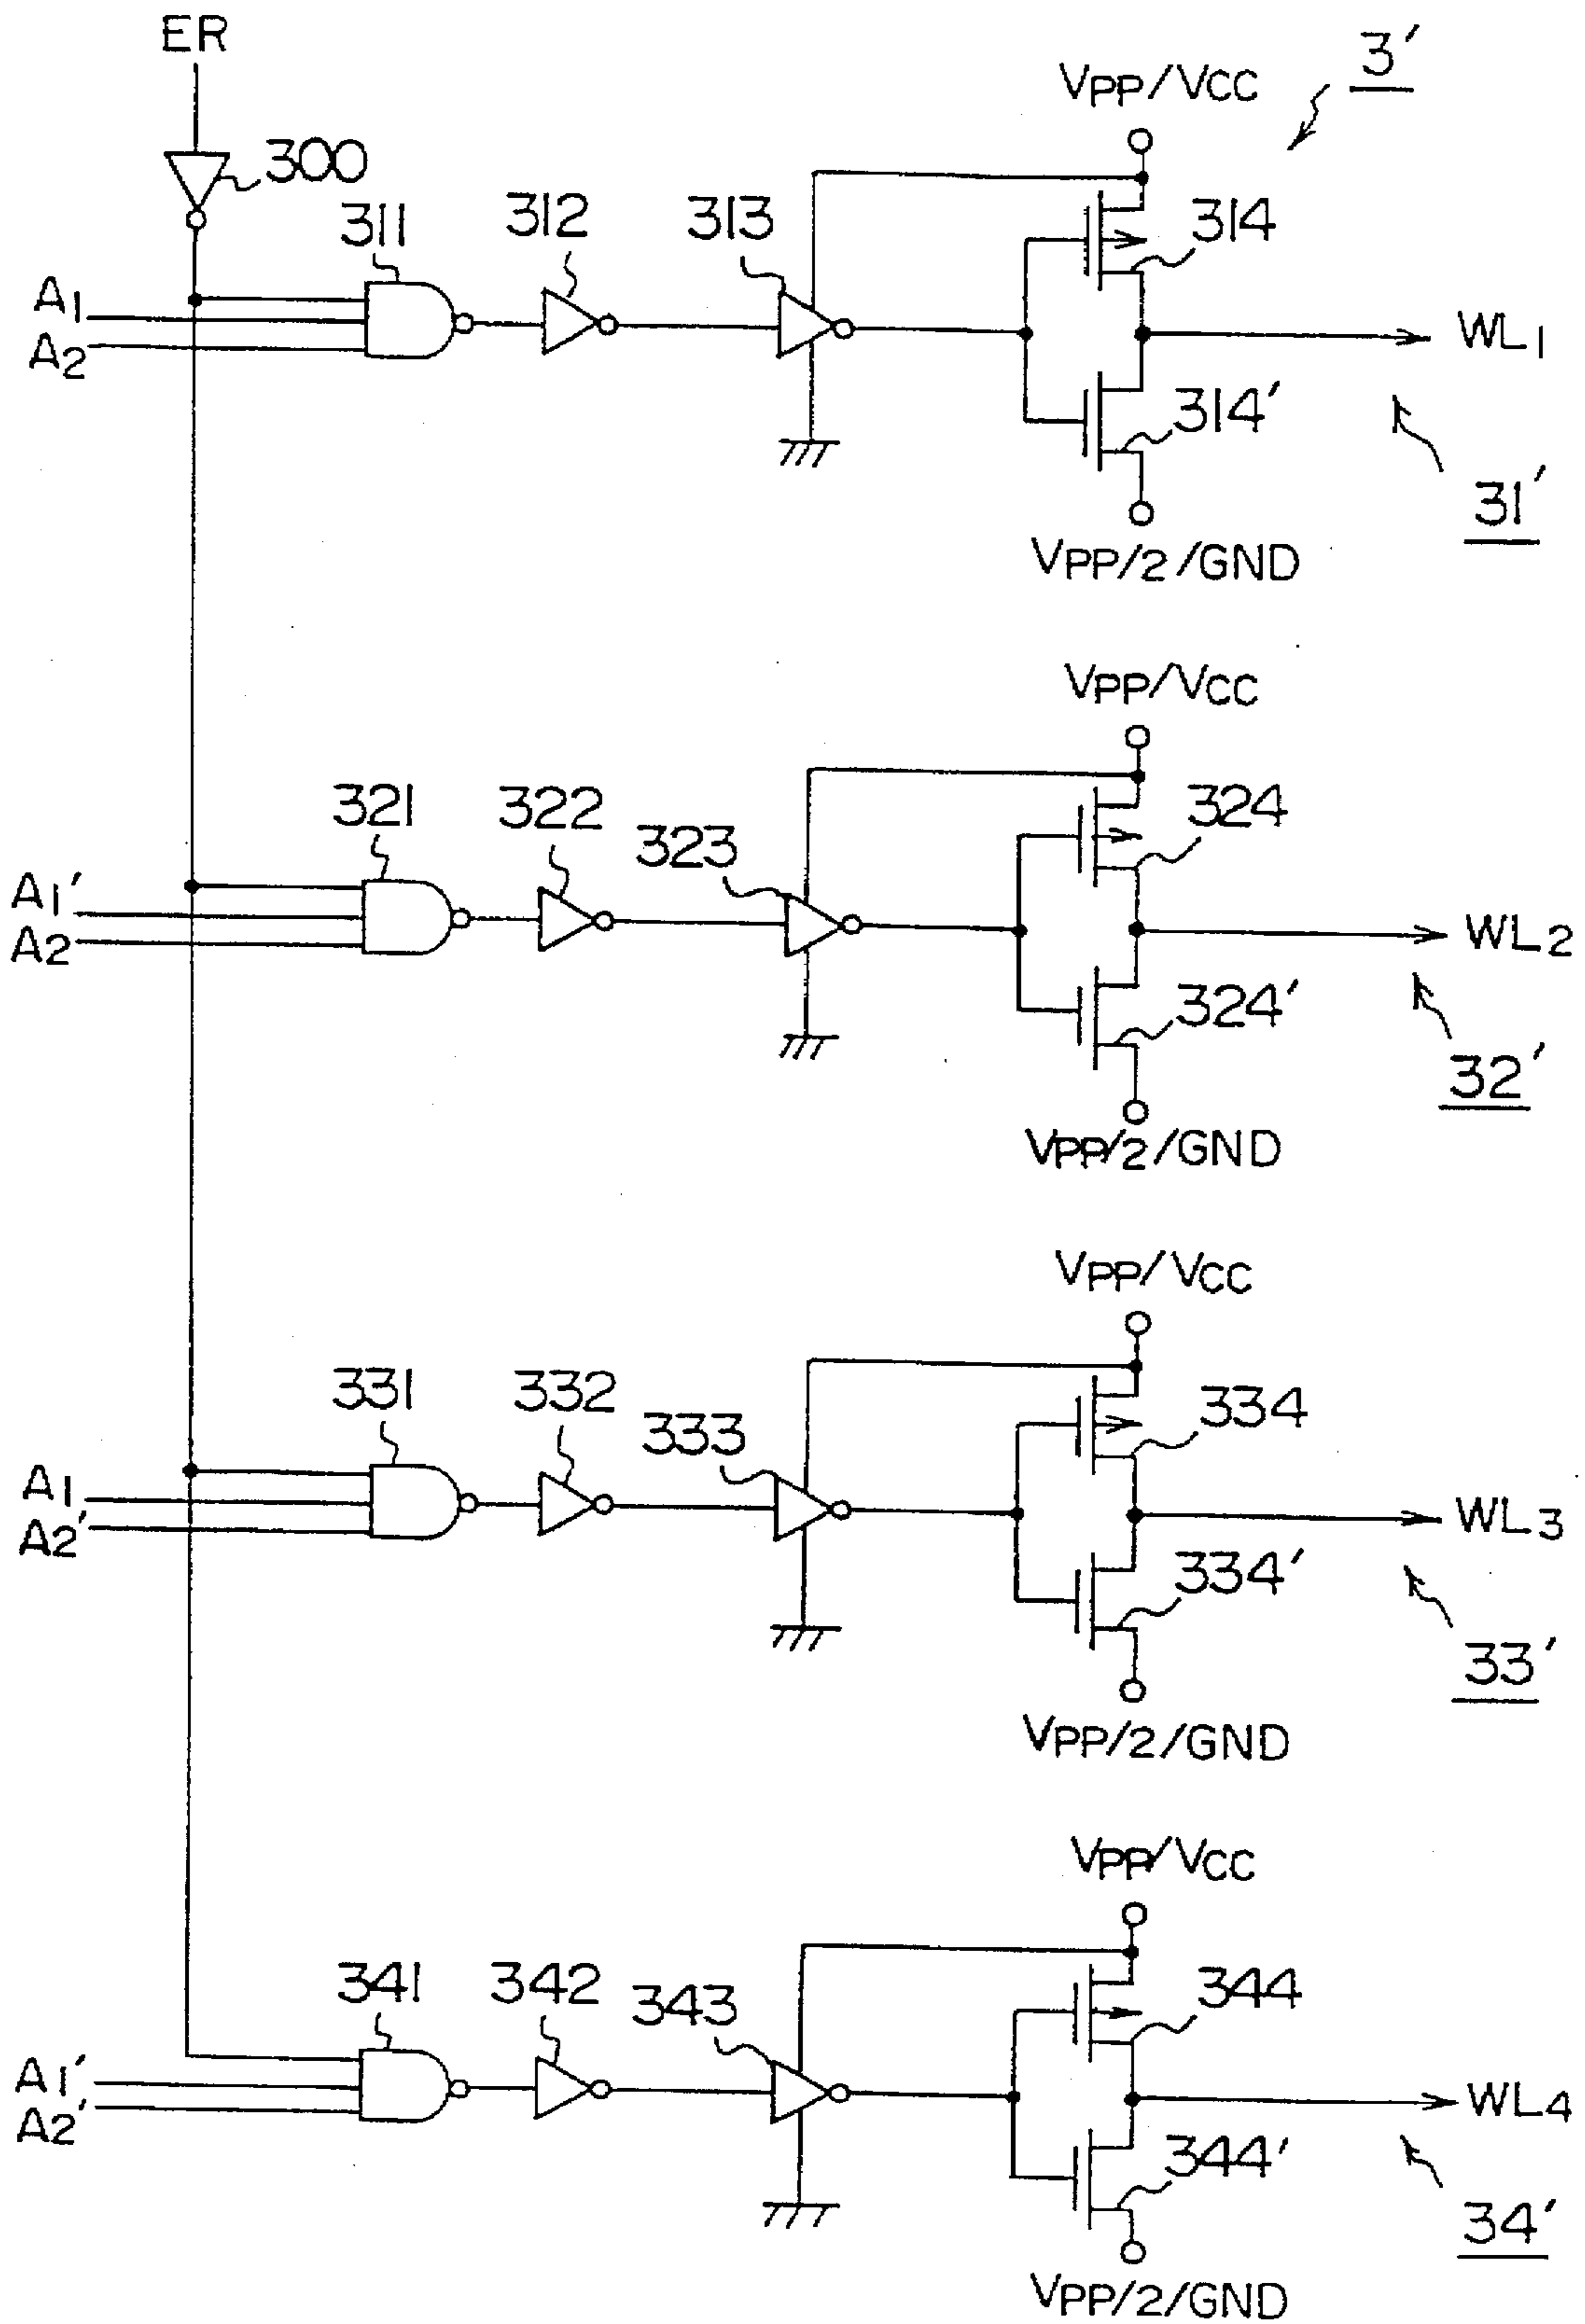 ER
3'
VPP/VCC
300
311
312
313
314
A1
A2
WL1
314'
31'
VPP/2/GND
VPP/VCC
321
322
323
324
A1'
A2
WL2
324'
32'
VPP/2/GND
VPP/VCC
331
332
333
334
A1
A2'
WL3
334'
33'
VPP/2/GND
VPP/VCC
341
342
343
344
A1'
A2'
WL4
344'
34'
VPP/2/GND